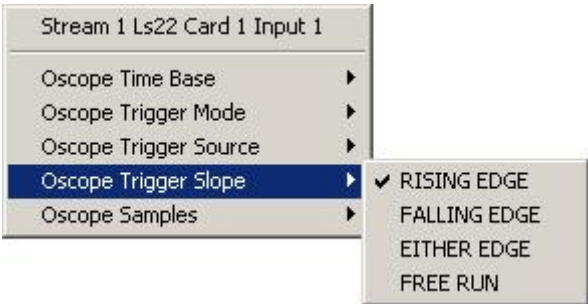 Stream 1 Ls22 Card 1 Input 1
Oscope Time Base
Oscope Trigger Mode
Oscope Trigger Source
Oscope Trigger Slope
Oscope Samples
RISING EDGE
FALLING EDGE
EITHER EDGE
FREE RUN